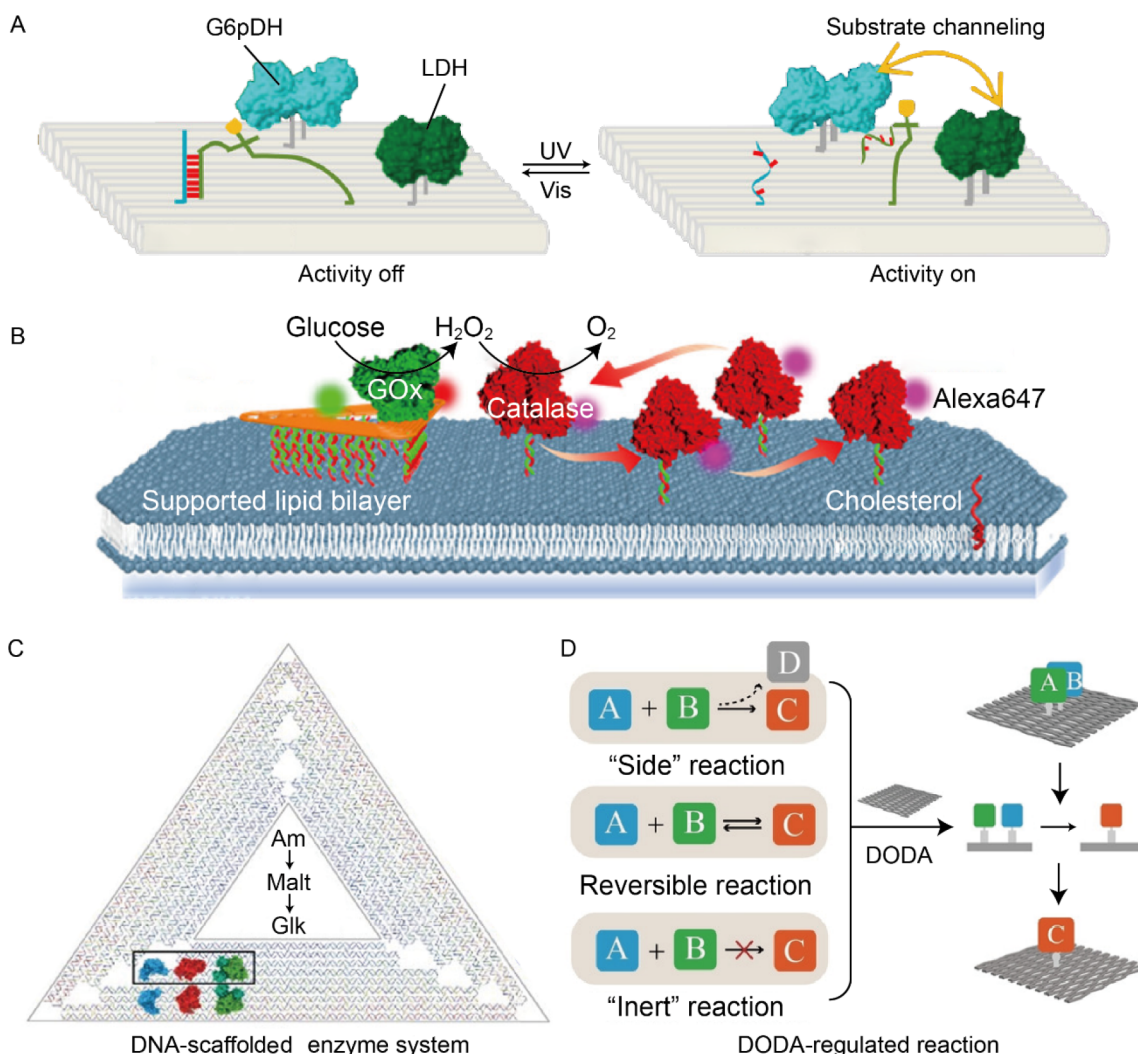 A
G6pDH
LDH
Substrate channeling
UV
Vis
Activity off
Activity on
B
Glucose
H₂O₂
O₂
GOx
Catalase
Alexa647
Supported lipid bilayer
Cholesterol
C
Am
Malt
Glk
DNA-scaffolded enzyme system
D
D
A + B C
“Side” reaction
A + B C
Reversible reaction
A + B C
“Inert” reaction
DODA
A B
C
DODA-regulated reaction